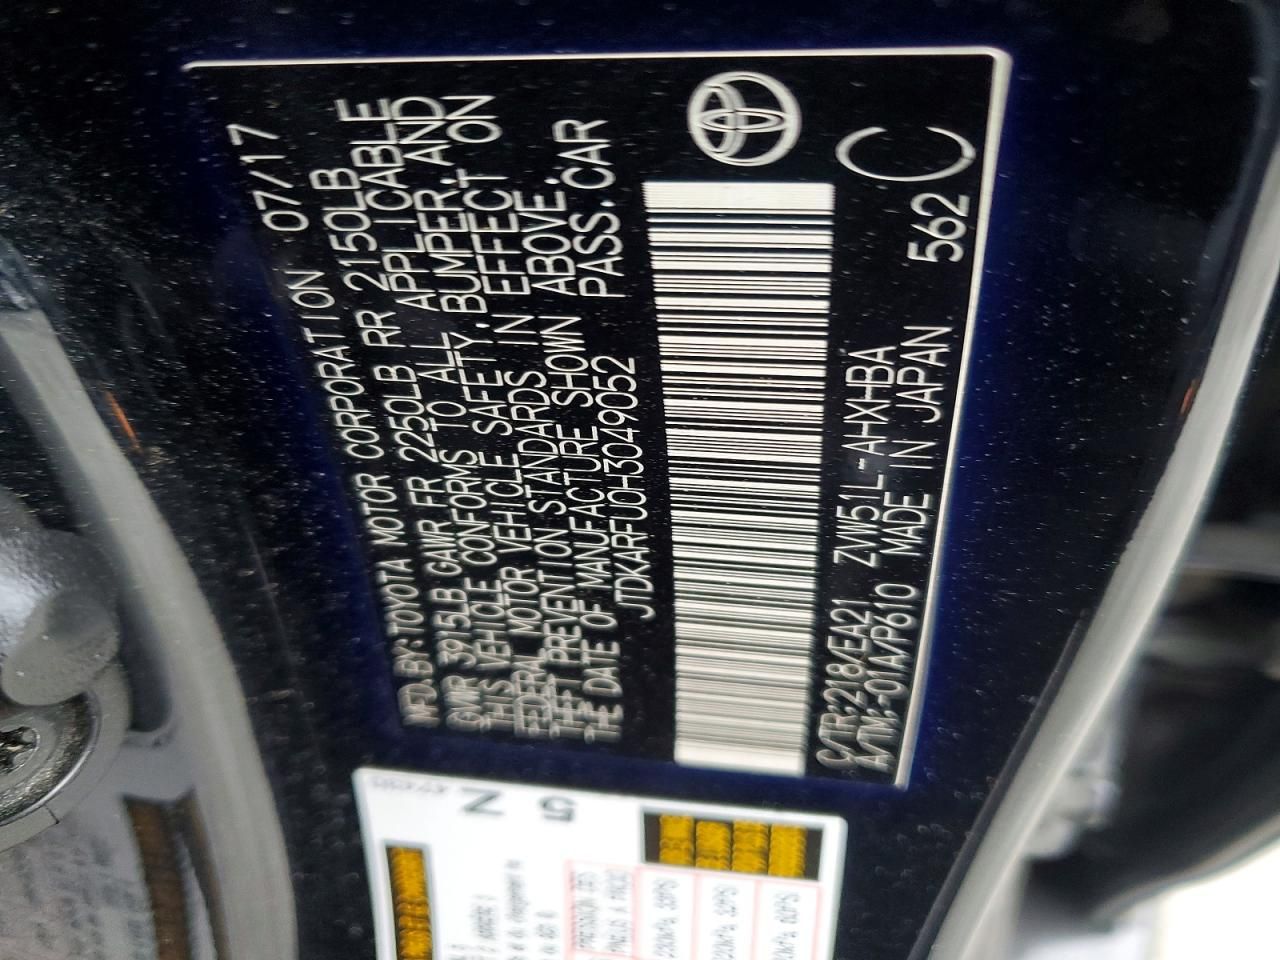 MFD.BY:TOYOTA MOTOR CORPORATION 07/17
GVWR 3915LB GAWR FR 2250LB RR 2150LB
THIS VEHICLE CONFORMS TO ALL APPLICABLE
FEDERAL MOTOR VEHICLE SAFETY,BUMPER,AND
THEFT PREVENTION STANDARDS IN EFFECT ON
THE DATE OF MANUFACTURE SHOWN ABOVE.
JTDKARFU0H3049052 PASS.CAR
C/TR:218/EA21 ZVW51L-AHXHBA
A/TM:-01A/P610 MADE IN JAPAN 562 C